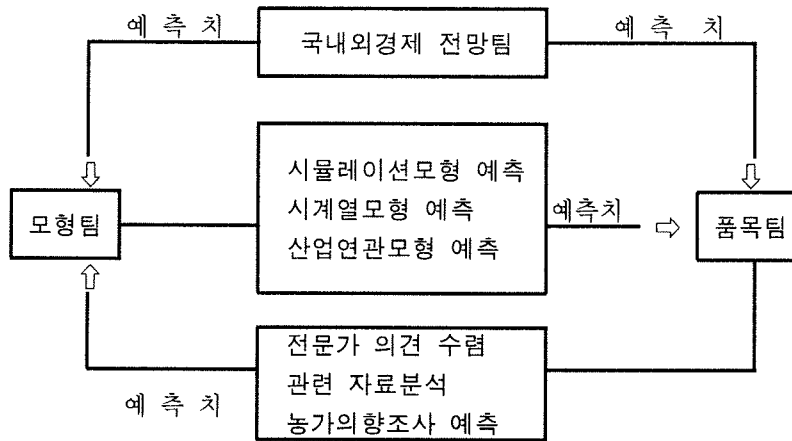 예 측 치
국내외경제 전망팀
예 측 치
시뮬레이션모형 예측
시계열모형 예측
산업연관모형 예측
모형팀
예측치
품목팀
전문가 의견 수렴
관련 자료분석
농가의향조사 예측
예 측 치